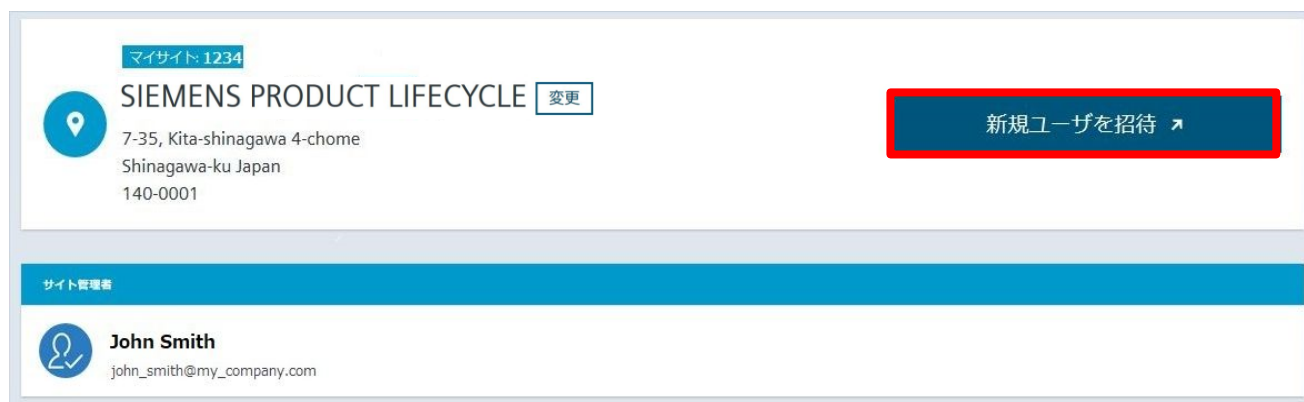 マイサイト: 1234
SIEMENS PRODUCT LIFECYCLE 変更
7-35, Kita-shinagawa 4-chome
Shinagawa-ku Japan
140-0001
新規ユーザを招待
サイト管理者
John Smith
john_smith@my_company.com